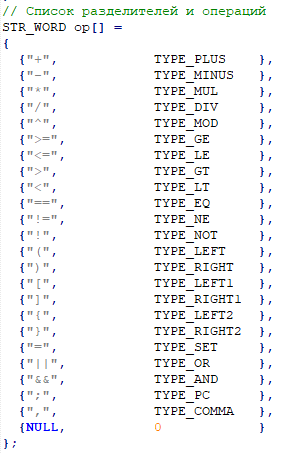 // Список разделителей и операций
STR_WORD op[] =
{
{"+", TYPE_PLUS },
{"-", TYPE_MINUS },
{"*", TYPE_MUL },
{"/", TYPE_DIV },
{"^", TYPE_MOD },
{">=", TYPE_GE },
{"<=", TYPE_LE },
{">", TYPE_GT },
{"<", TYPE_LT },
{"==", TYPE_EQ },
{"!=", TYPE_NE },
{"!", TYPE_NOT },
{"(", TYPE_LEFT },
{")", TYPE_RIGHT },
{"[", TYPE_LEFT1 },
{"]", TYPE_RIGHT1 },
{"{", TYPE_LEFT2 },
{"}", TYPE_RIGHT2 },
{"=", TYPE_SET },
{"||", TYPE_OR },
{"&&", TYPE_AND },
{";", TYPE_PC },
{",", TYPE_COMMA },
{NULL, 0 }
};